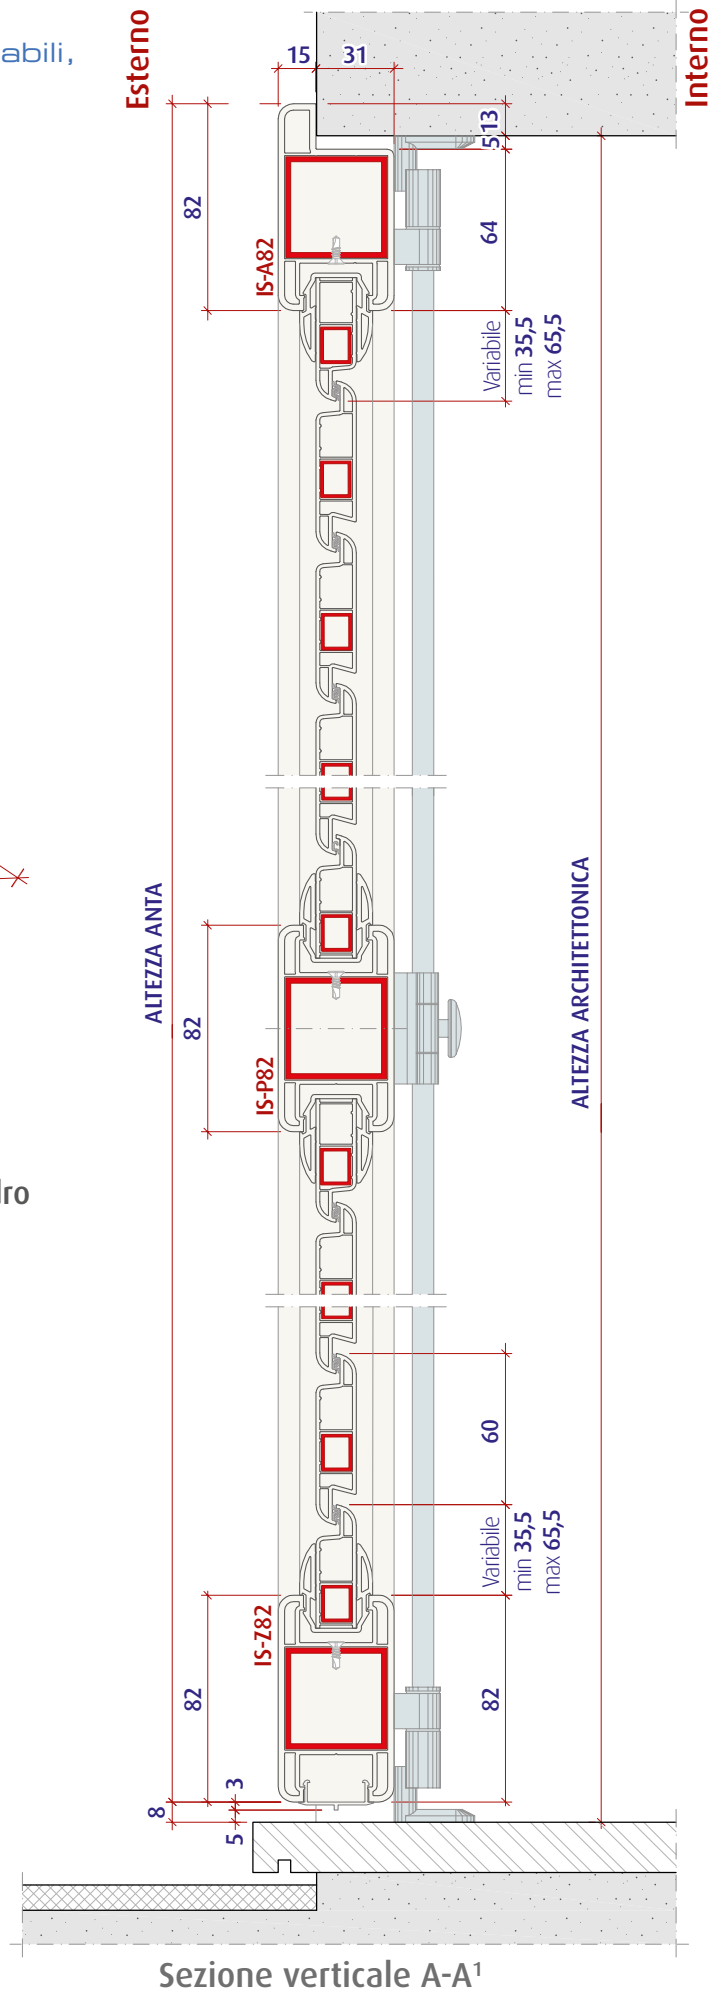 abili,
Esterno
Interno
15
31
13
5
82
64
IS-A82
Variabile
min 35,5
max 65,5
ALTEZZA ANTA
ALTEZZA ARCHITETTONICA
82
IS-P82
dro
60
Variabile
min 35,5
max 65,5
IS-Z82
82
82
3
8
5
Sezione verticale A-A¹